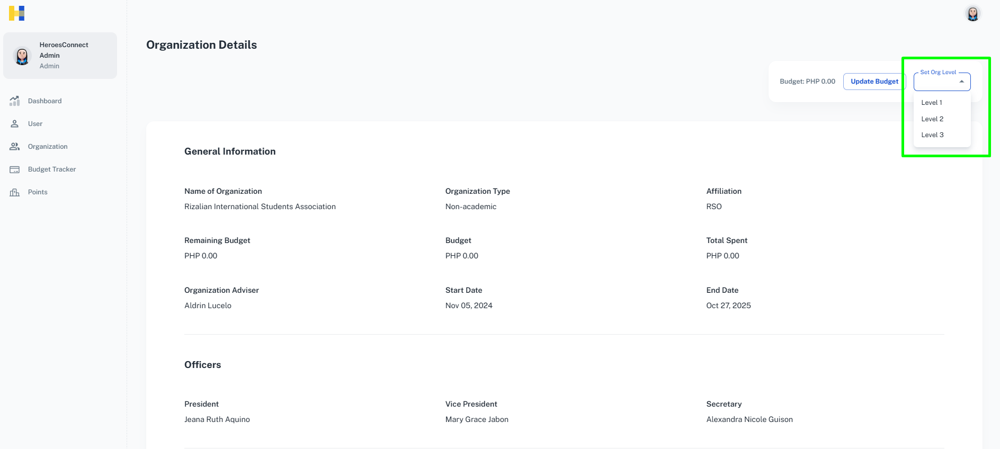 HeroesConnect
Admin
Admin
Dashboard
User
Organization
Budget Tracker
Points
Organization Details
Budget: PHP 0.00
Update Budget
Set Org Level
Level 1
Level 2
Level 3
General Information
Name of Organization
Rizalian International Students Association
Organization Type
Non-academic
Affiliation
RSO
Remaining Budget
PHP 0.00
Budget
PHP 0.00
Total Spent
PHP 0.00
Organization Adviser
Aldrin Lucelo
Start Date
Nov 05, 2024
End Date
Oct 27, 2025
Officers
President
Jeana Ruth Aquino
Vice President
Mary Grace Jabon
Secretary
Alexandra Nicole Guison